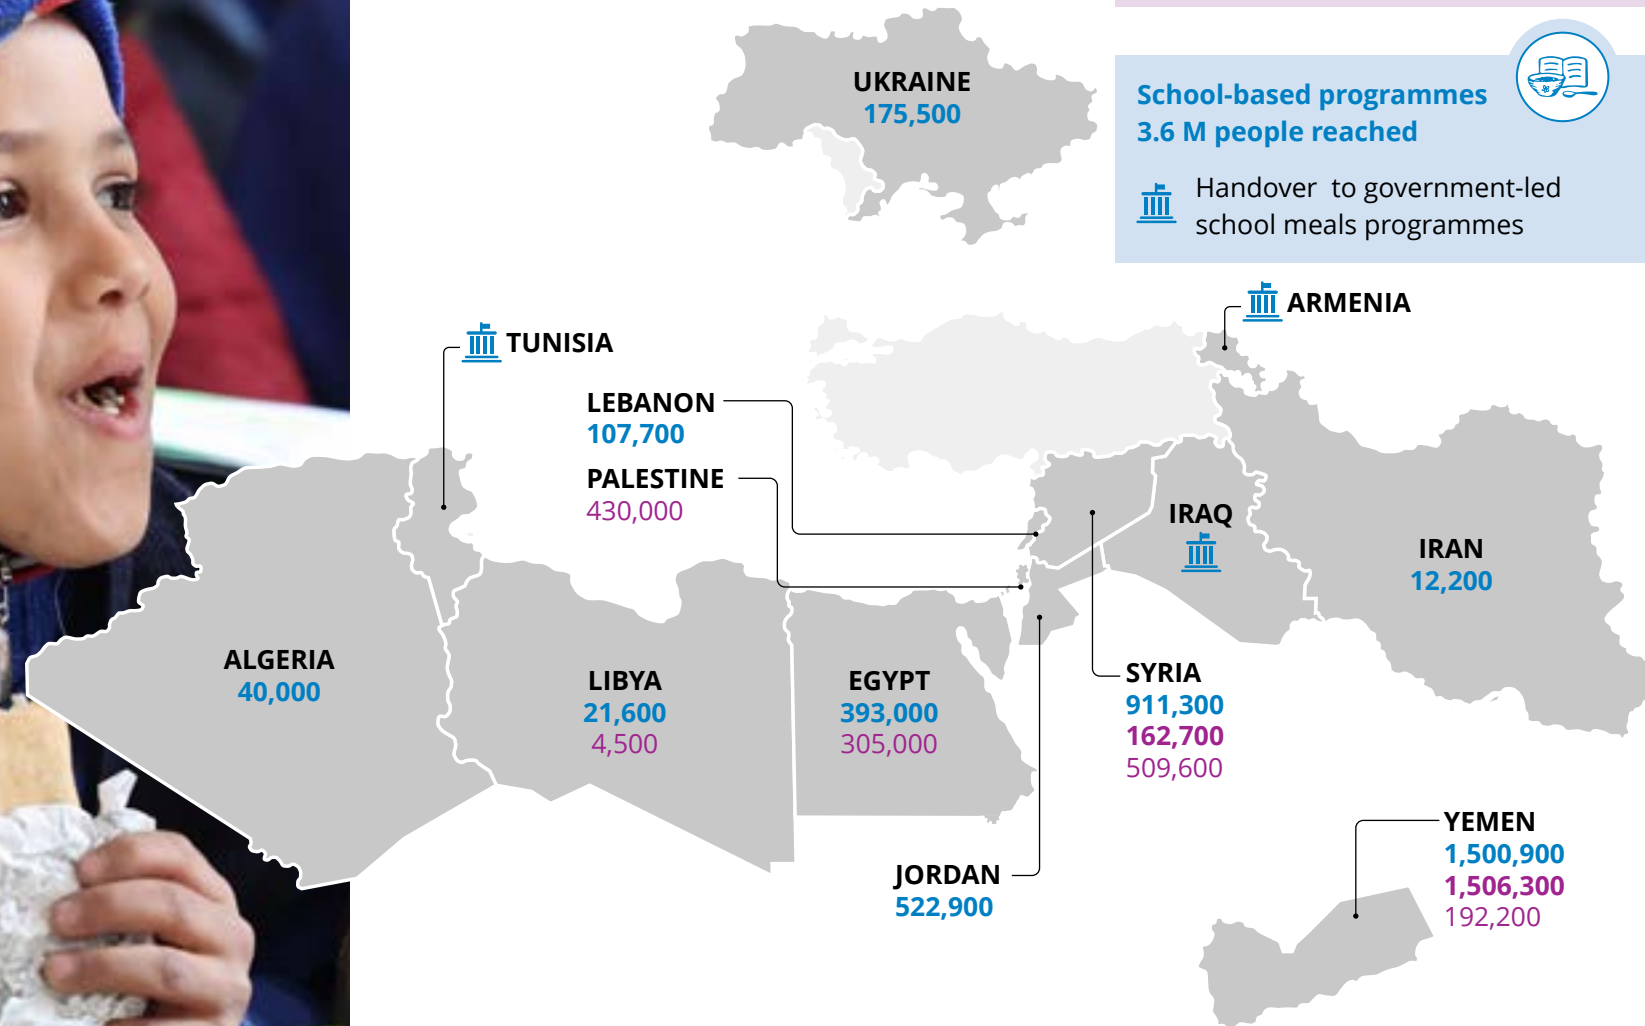 UKRAINE
175,500
School-based programmes
3.6 M people reached
Handover to government-led
school meals programmes
ARMENIA
TUNISIA
LEBANON
107,700
PALESTINE
430,000
IRAQ
IRAN
12,200
ALGERIA
40,000
LIBYA
21,600
4,500
EGYPT
393,000
305,000
SYRIA
911,300
162,700
509,600
JORDAN
522,900
YEMEN
1,500,900
1,506,300
192,200